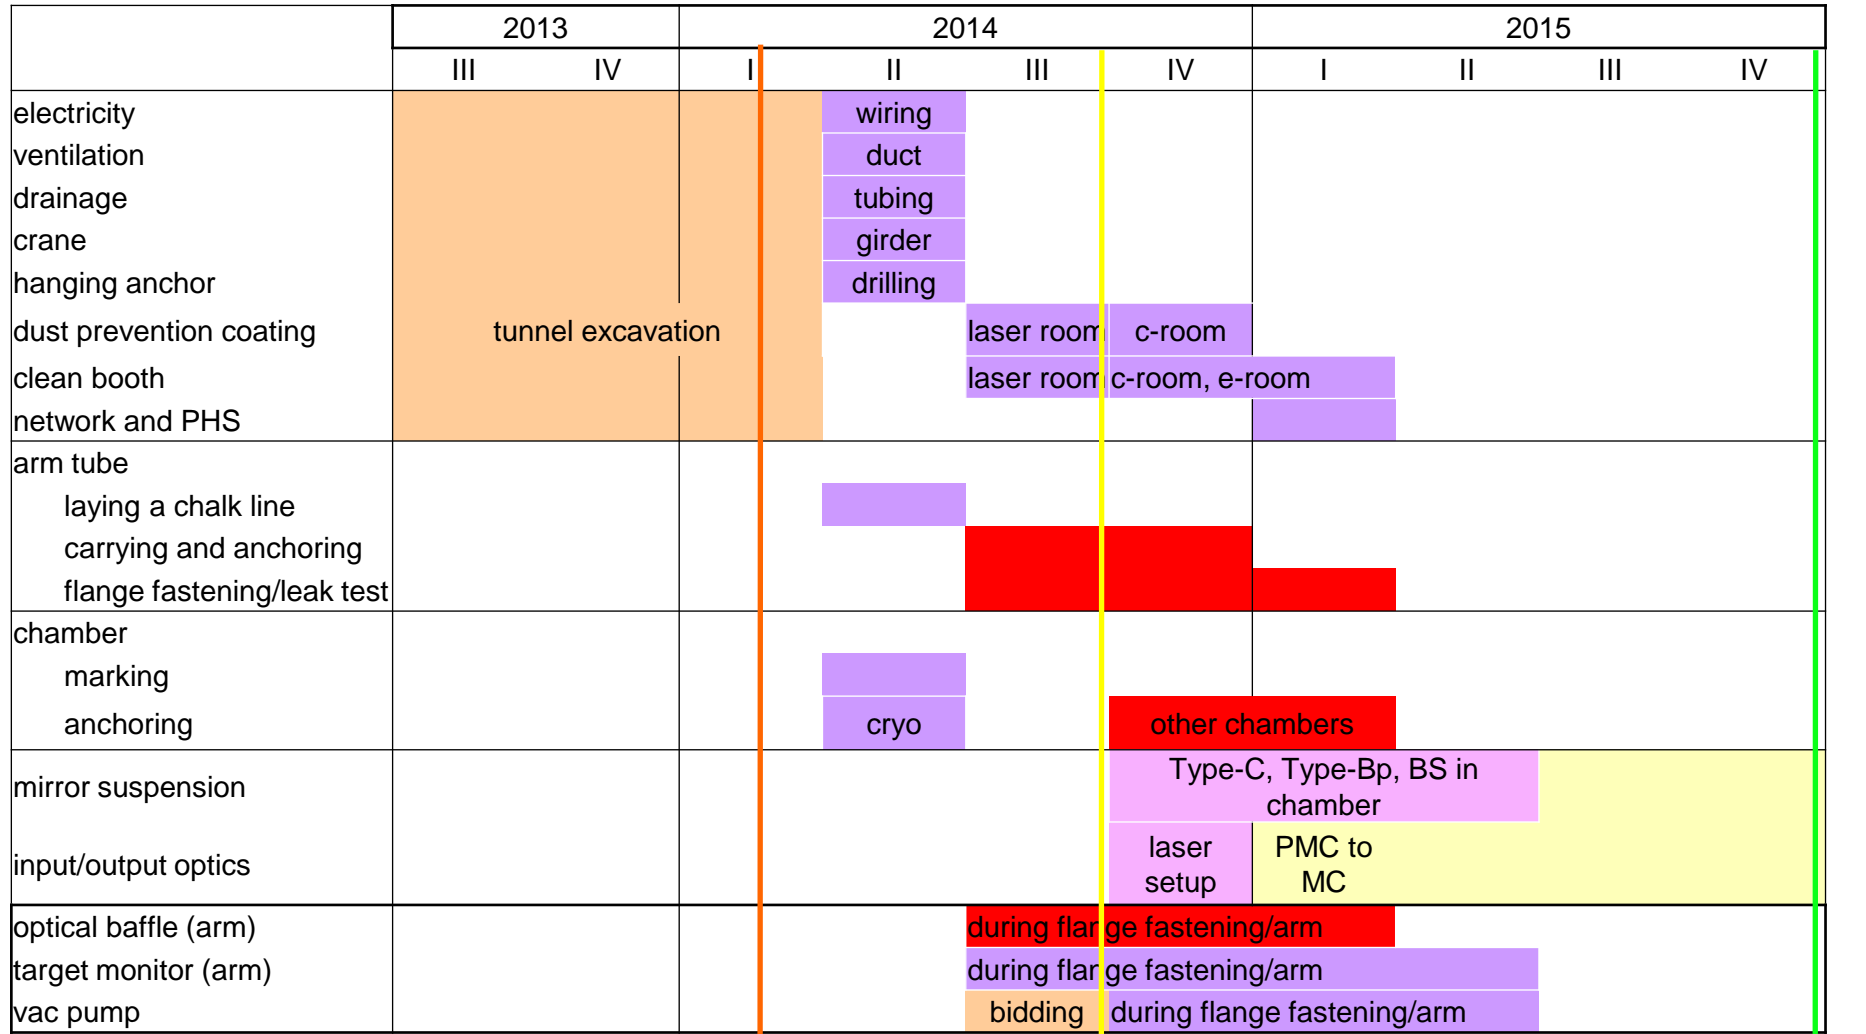 2013 2014 2015
III IV I II III IV I II III IV
electricity wiring
ventilation duct
drainage tubing
crane girder
hanging anchor drilling
dust prevention coating tunnel excavation laser room c-room
clean booth laser room c-room, e-room
network and PHS
arm tube
laying a chalk line
carrying and anchoring
flange fastening/leak test
chamber
marking
anchoring cryo other chambers
mirror suspension Type-C, Type-Bp, BS in
chamber
input/output optics laser PMC to
setup MC
optical baffle (arm) during flange fastening/arm
target monitor (arm) during flange fastening/arm
vac pump bidding during flange fastening/arm